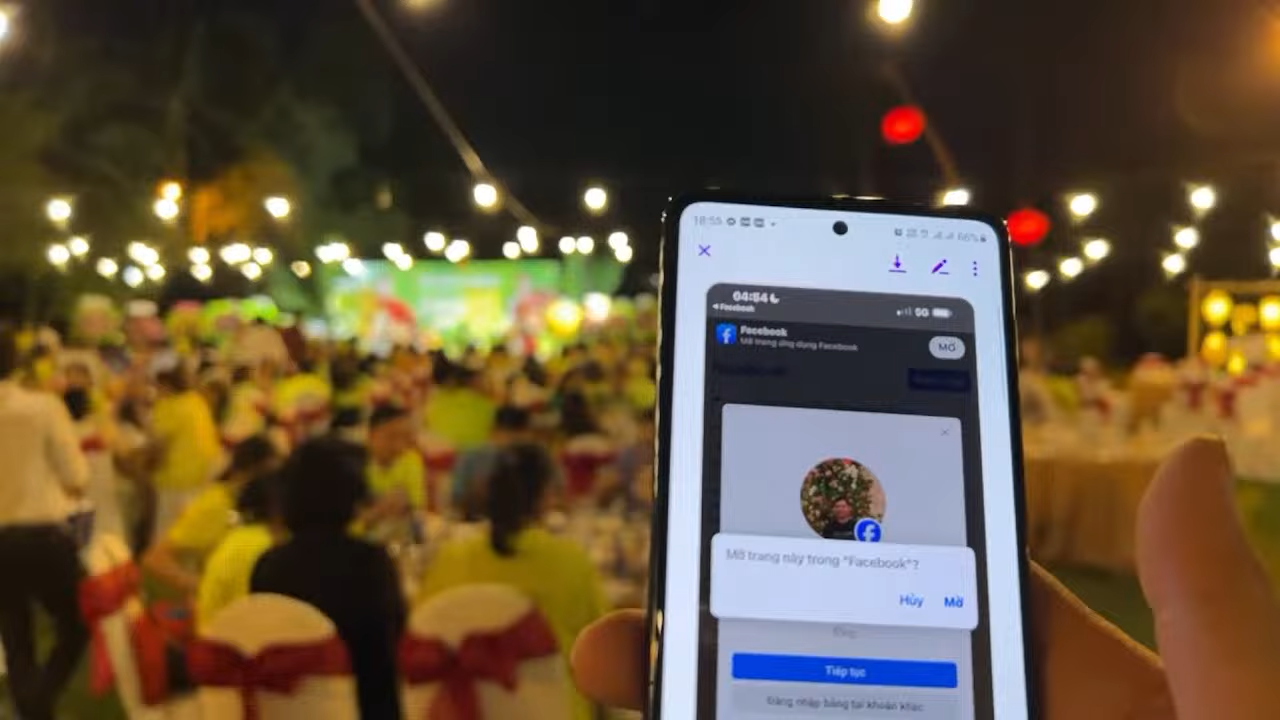 18:55
66%
04:54
◀ Facebook
5G
Facebook
Mở trang ứng dụng Facebook
MỞ
Mở trang này trong "Facebook"?
Hủy
Mở
Tiếp tục
Đăng nhập bằng tài khoản khác